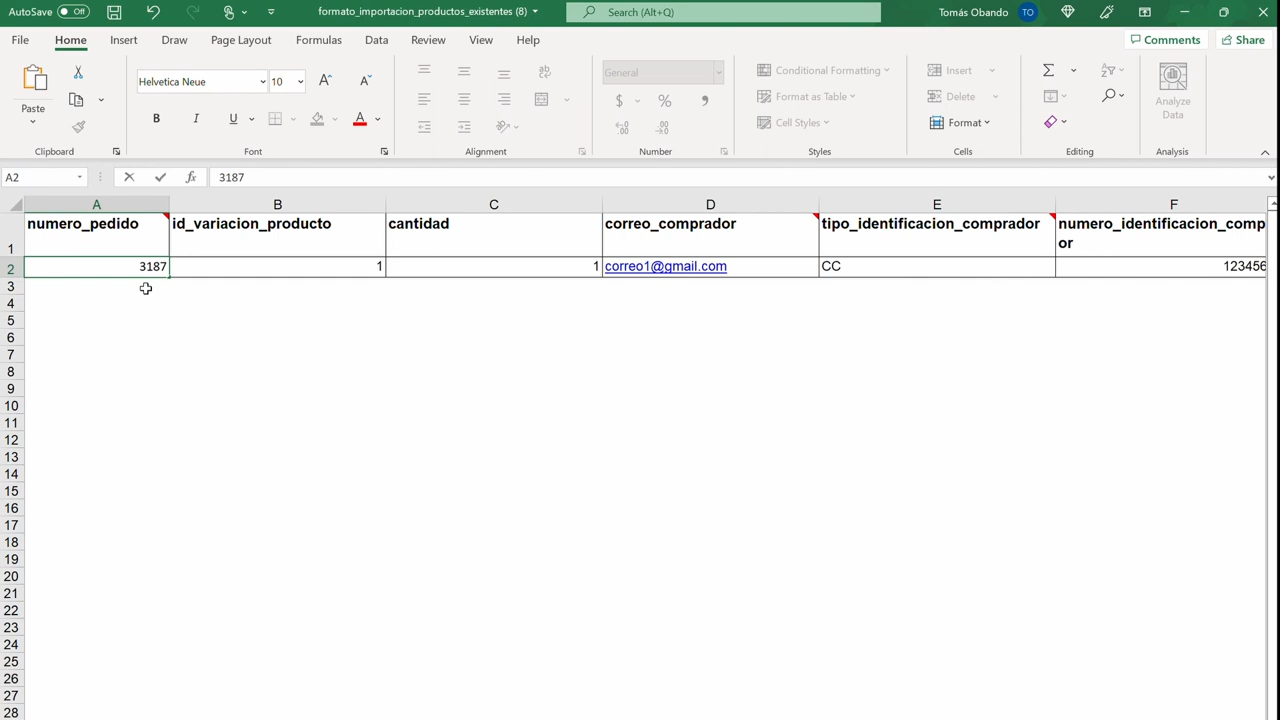 AutoSave Off formato_importacion_productos_existentes (8) Search (Alt+Q) Tomás Obando TO
File Home Insert Draw Page Layout Formulas Data Review View Help Comments Share
Paste
Clipboard
Helvetica Neue 10
B I U A
Font
Alignment
General
$ %
Number
Conditional Formatting
Format as Table
Cell Styles
Styles
Insert
Delete
Format
Cells
Editing
Analyze
Data
Analysis
A2 fx 3187
A B C D E F
1 numero_pedido id_variacion_producto cantidad correo_comprador tipo_identificacion_comprador numero_identificacion_comp
or
2 3187 1 1 correo1@gmail.com CC 123456
3
4
5
6
7
8
9
10
11
12
13
14
15
16
17
18
19
20
21
22
23
24
25
26
27
28